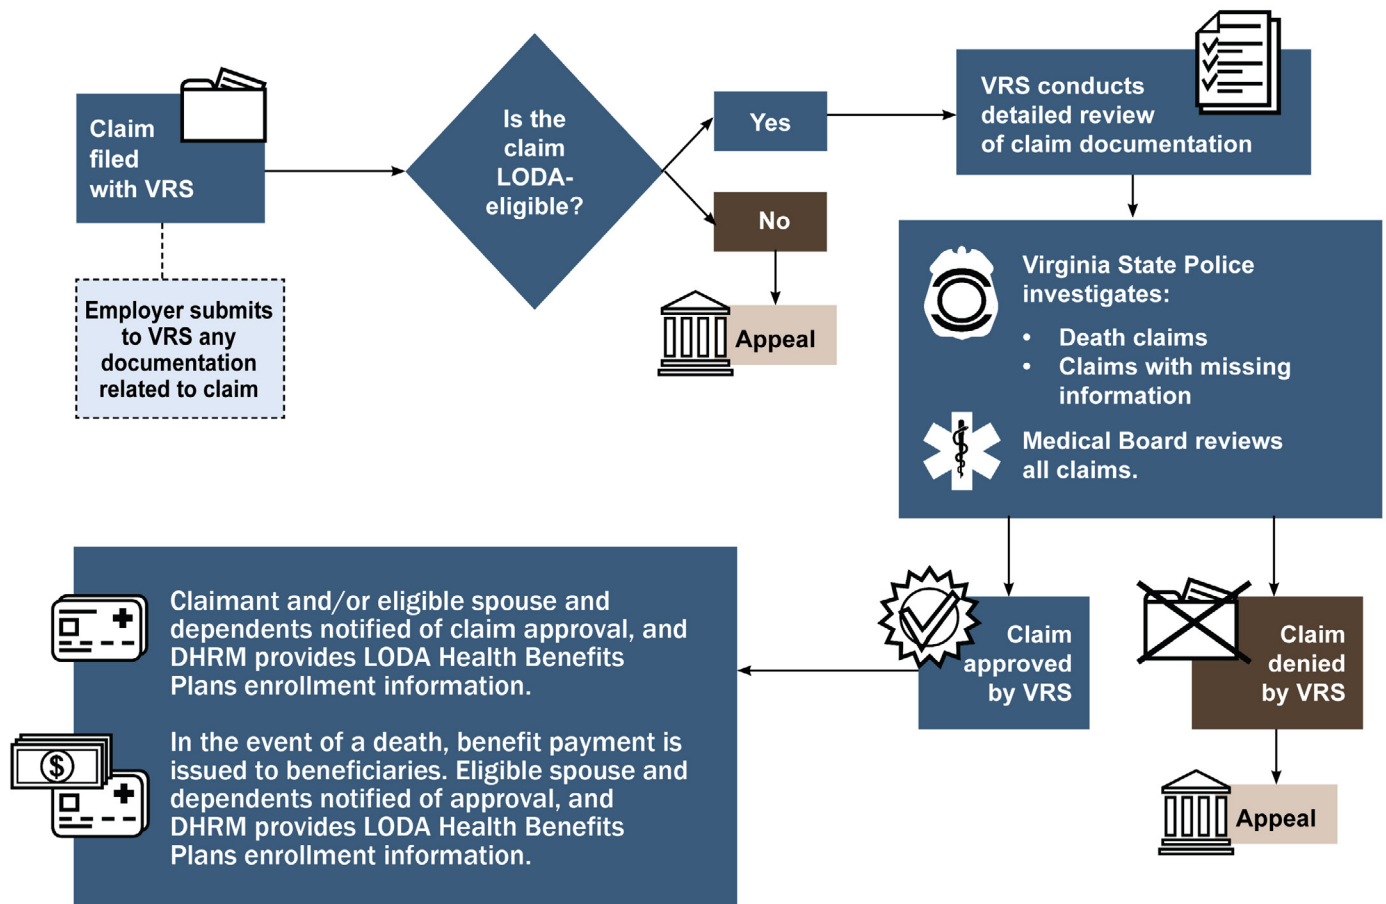 Claim
filed
with VRS
Employer submits
to VRS any
documentation
related to claim
Is the
claim
LODA-
eligible?
Yes
No
Appeal
VRS conducts
detailed review
of claim documentation
Virginia State Police
investigates:
• Death claims
• Claims with missing
information
Medical Board reviews
all claims.
Claim
approved
by VRS
Claim
denied
by VRS
Appeal
Claimant and/or eligible spouse and
dependents notified of claim approval, and
DHRM provides LODA Health Benefits
Plans enrollment information.
$
In the event of a death, benefit payment is
issued to beneficiaries. Eligible spouse and
dependents notified of approval, and
DHRM provides LODA Health Benefits
Plans enrollment information.